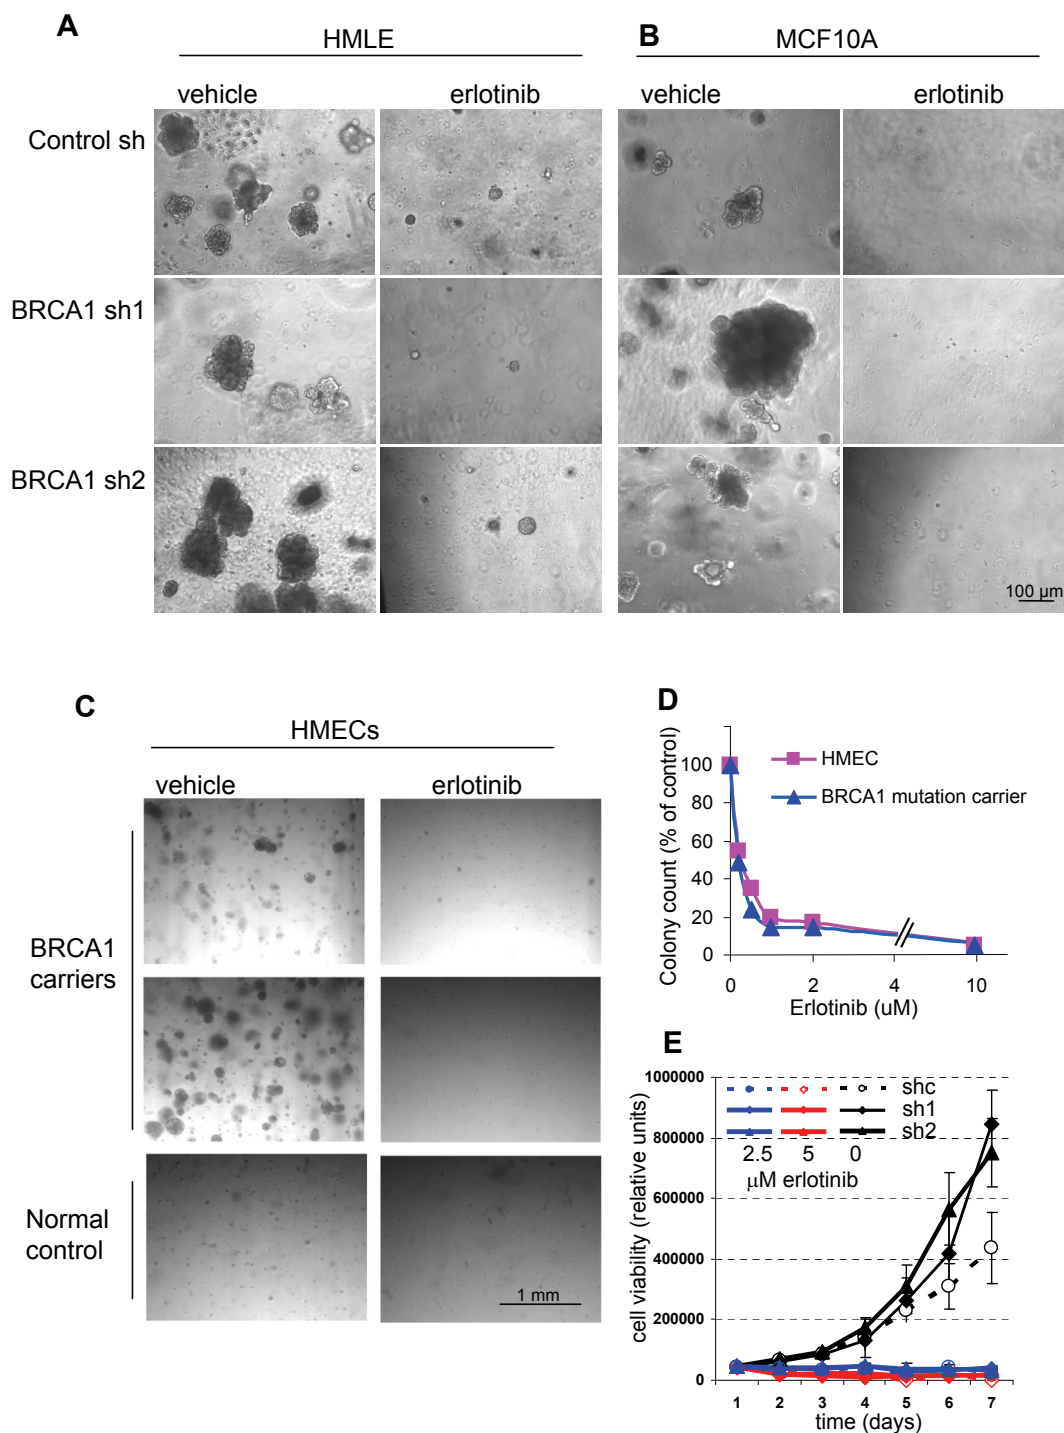 A
HMLE
vehicle
erlotinib
Control sh
BRCA1 sh1
BRCA1 sh2
B
MCF10A
vehicle
erlotinib
100 µm
C
HMECs
vehicle
erlotinib
BRCA1
carriers
Normal
control
1 mm
D
Colony count (% of control)
100
80
60
40
20
0
HMEC
BRCA1 mutation carrier
0
2
4
10
Erlotinib (uM)
E
cell viability (relative units)
1000000
800000
600000
400000
200000
0
shc
sh1
sh2
2.5 5 0
µM erlotinib
1 2 3 4 5 6 7
time (days)